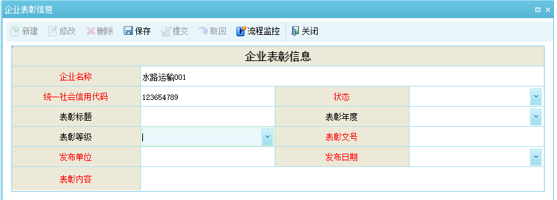 企业表彰信息
新建 修改 删除 保存 提交 取回 流程监控 关闭
企业表彰信息
企业名称 水路运输001
统一社会信用代码 123654789 状态
表彰标题 表彰年度
表彰等级 表彰文号
发布单位 发布日期
表彰内容